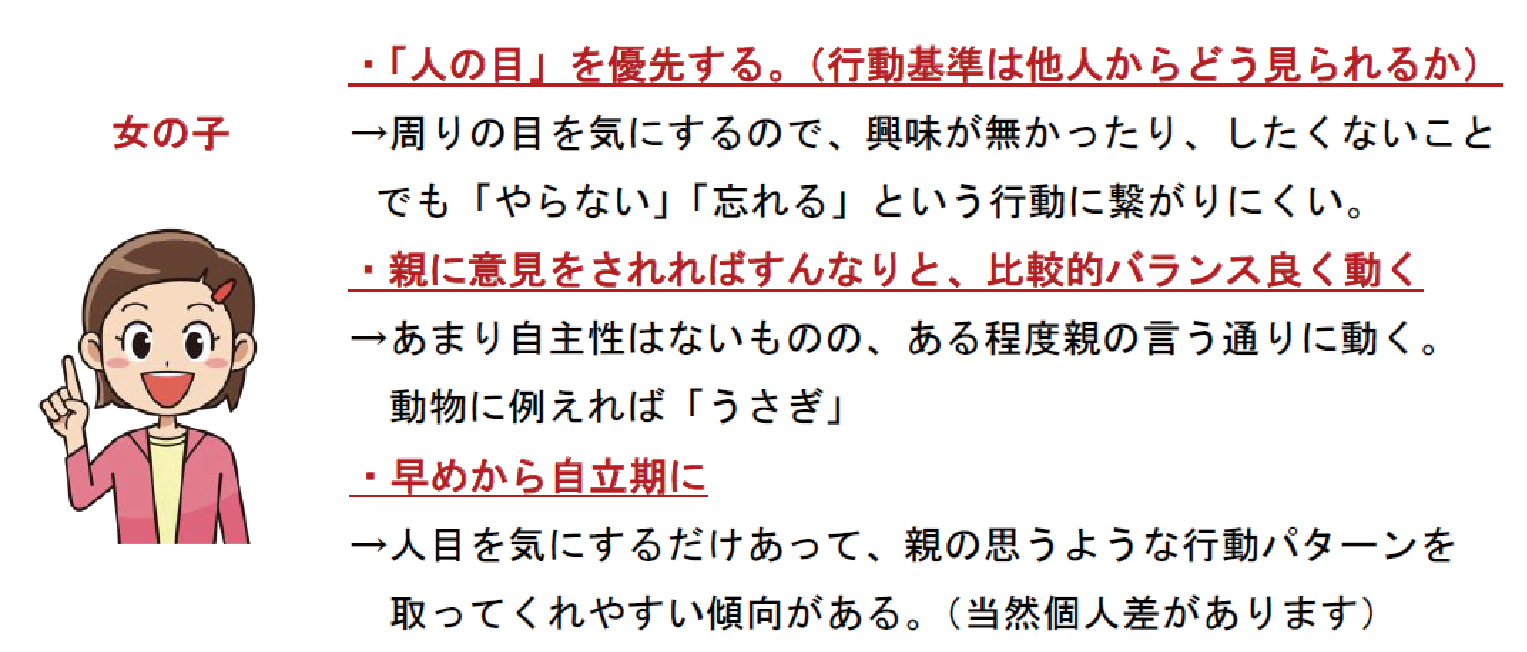 ・「人の目」を優先する。（行動基準は他人からどう見られるか）
女の子
→周りの目を気にするので、興味が無かったり、したくないこと
でも「やらない」「忘れる」という行動に繋がりにくい。
・親に意見をされればすんなりと、比較的バランス良く動く
→あまり自主性はないものの、ある程度親の言う通りに動く。
動物に例えれば「うさぎ」
・早めから自立期に
→人目を気にするだけあって、親の思うような行動パターンを
取ってくれやすい傾向がある。（当然個人差があります）